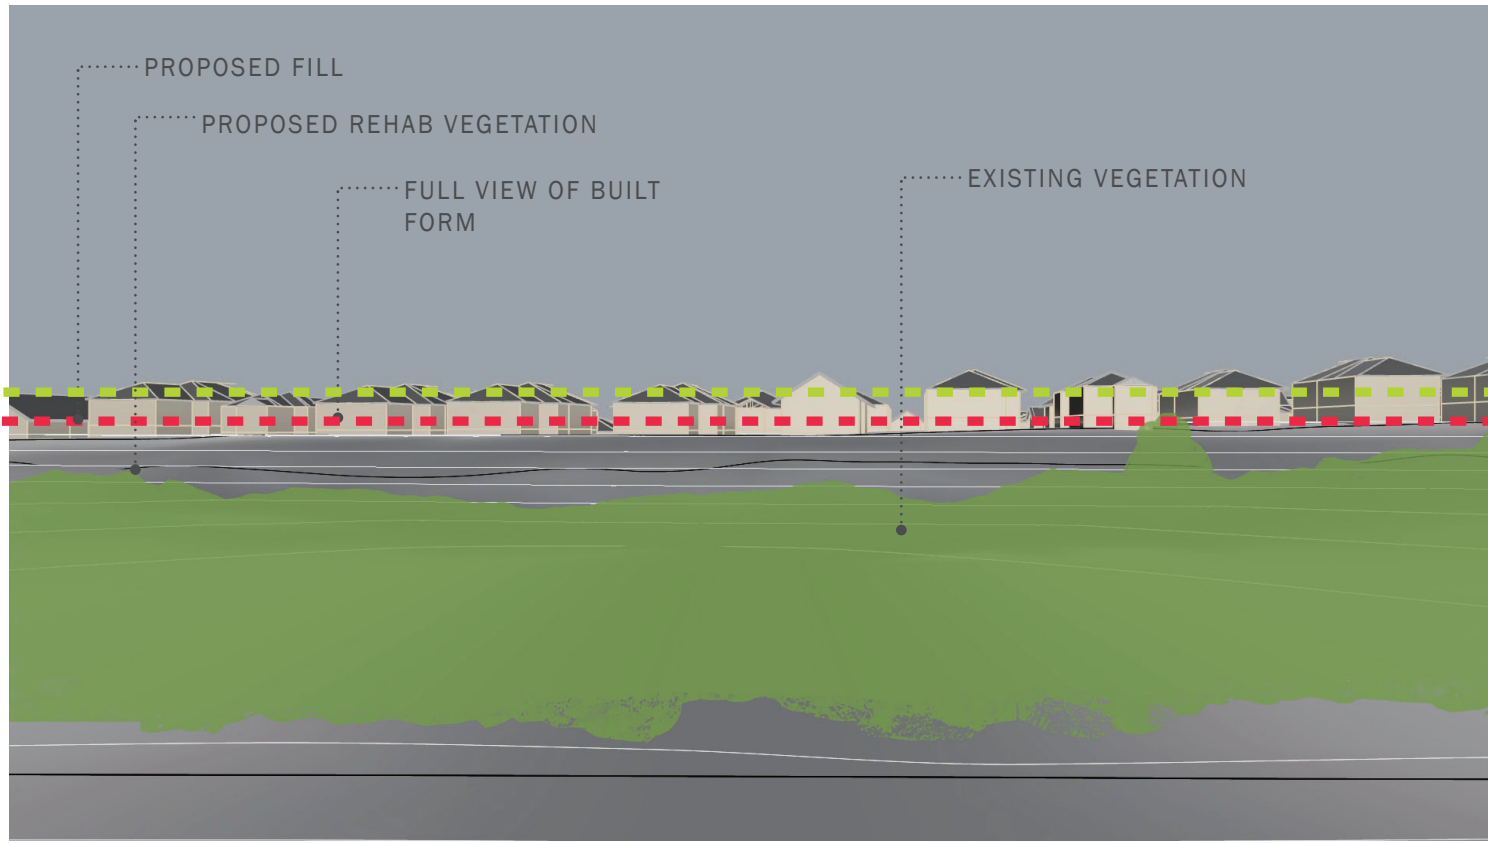 PROPOSED FILL
PROPOSED REHAB VEGETATION
FULL VIEW OF BUILT
FORM
EXISTING VEGETATION